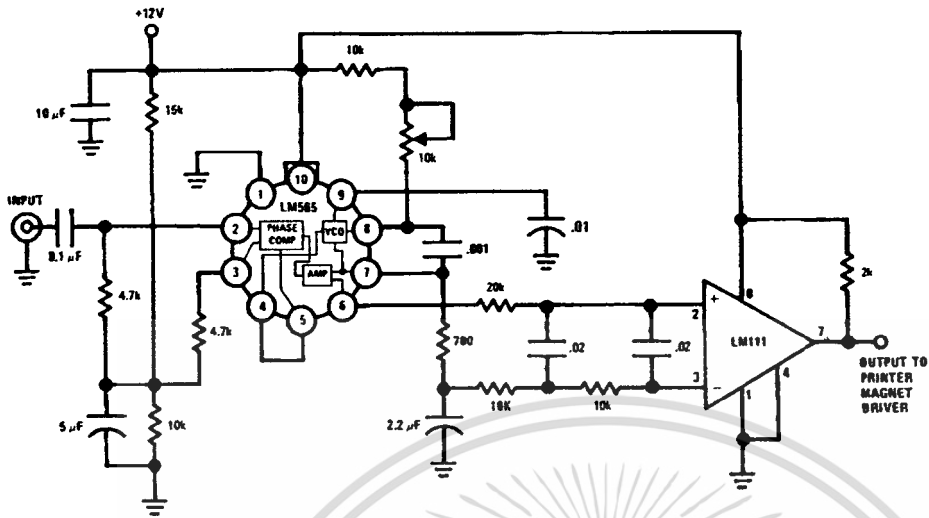 +12V
10k
10 µF
15k
10k
INPUT
0.1 µF
1
10
9
LM565
2
PHASE COMP
VCO
8
.01
.001
3
AMP
7
4
5
6
4.7k
4.7k
20k
2k
780
.02
.02
2
+
8
LM111
7
3
-
1
4
OUTPUT TO
PRINTER
MAGNET
DRIVER
5 µF
10k
2.2 µF
10K
10k